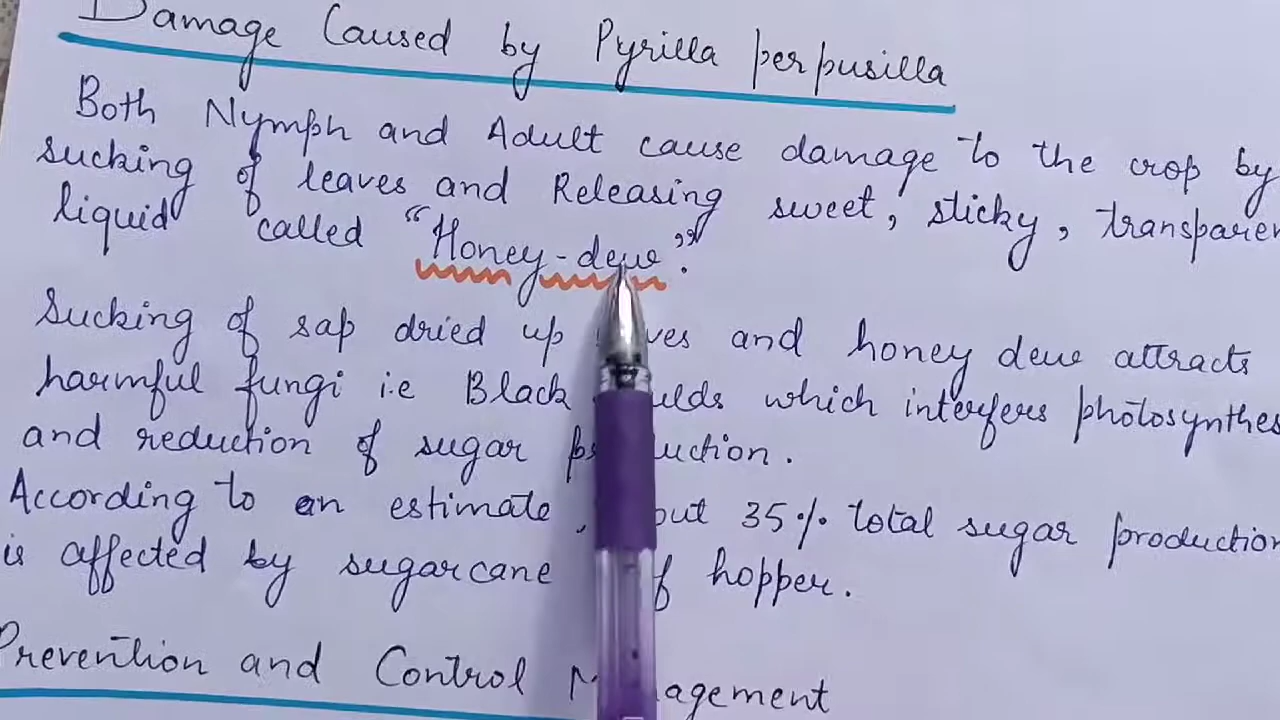 Damage Caused by Pyrilla perpusilla
Both Nymph and Adult cause damage to the crop by
sucking of leaves and Releasing sweet, sticky, transparen
liquid called "Honey-dew".
Sucking of sap dried up ves and honey dew attracts
harmful fungi i.e Black ulds which interfers photosynthes
and reduction of sugar uction.
According to an estimate, out 35% total sugar production
is affected by sugarcane f hopper.
Prevention and Control agement